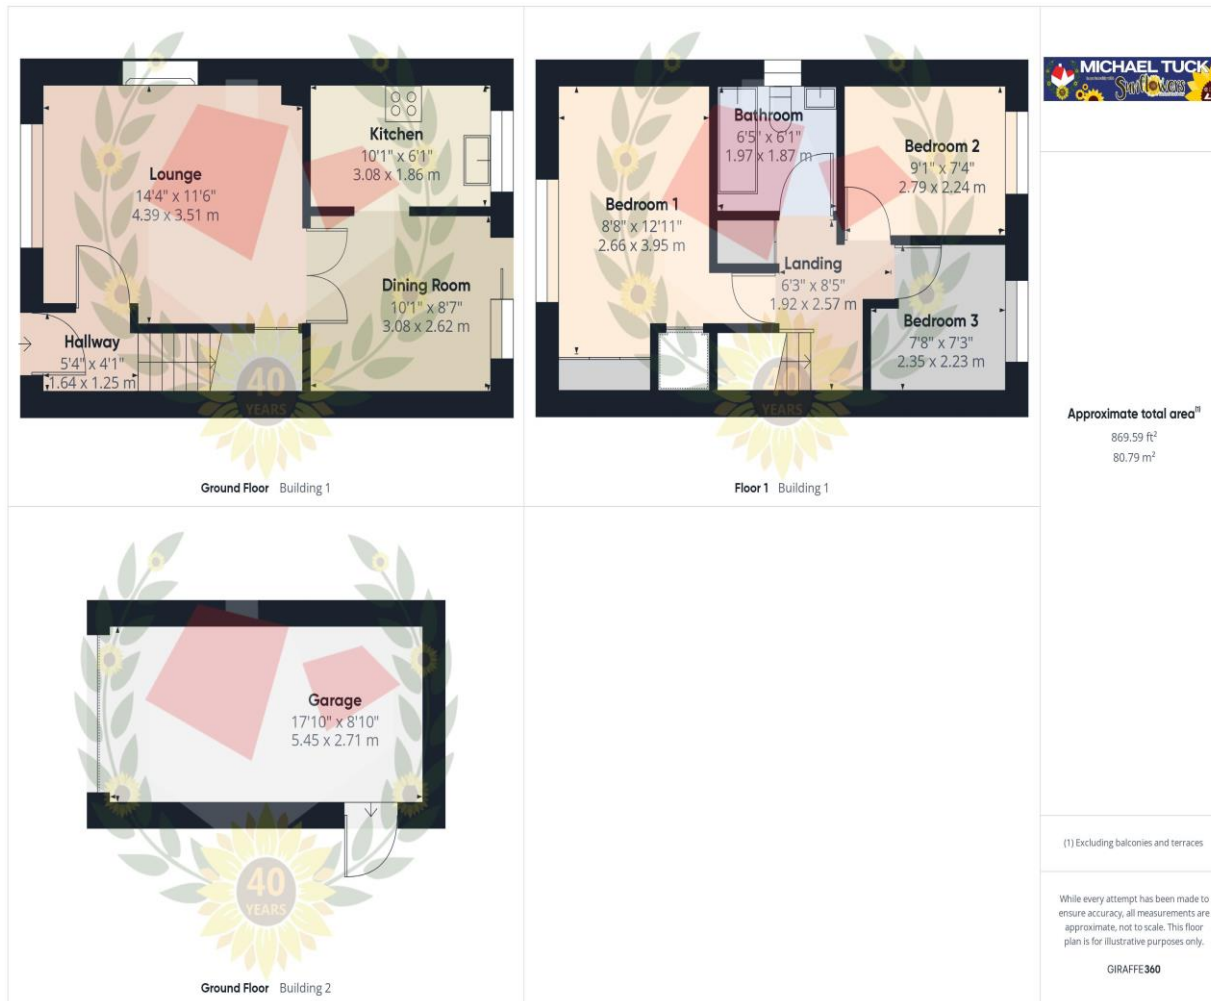 Lounge
14'4" x 11'6"
4.39 x 3.51 m
Kitchen
10'1" x 6'1"
3.08 x 1.86 m
Dining Room
10'1" x 8'7"
3.08 x 2.62 m
Hallway
5'4" x 4'1"
1.64 x 1.25 m
40
YEARS
Ground Floor Building 1
Bathroom
6'5" x 6'1"
1.97 x 1.87 m
Bedroom 2
9'1" x 7'4"
2.79 x 2.24 m
Bedroom 1
8'8" x 12'11"
2.66 x 3.95 m
Landing
6'3" x 8'5"
1.92 x 2.57 m
Bedroom 3
7'8" x 7'3"
2.35 x 2.23 m
40
YEARS
Floor 1 Building 1
MICHAEL TUCK
Sunflowers
Approximate total area(1)
869.59 ft²
80.79 m²
Garage
17'10" x 8'10"
5.45 x 2.71 m
40
YEARS
Ground Floor Building 2
(1) Excluding balconies and terraces
While every attempt has been made to
ensure accuracy, all measurements are
approximate, not to scale. This floor
plan is for illustrative purposes only.
GIRAFFE360